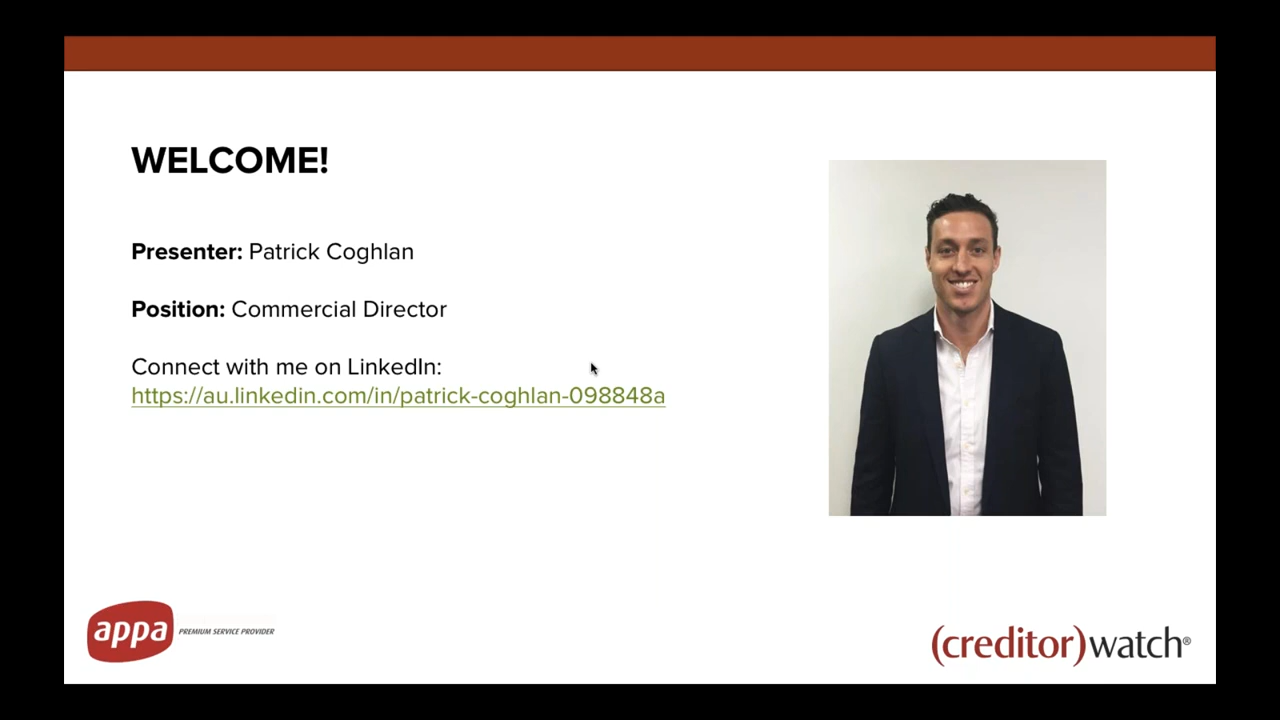 WELCOME!
Presenter: Patrick Coghlan
Position: Commercial Director
Connect with me on LinkedIn:
https://au.linkedin.com/in/patrick-coghlan-098848a
appa PREMIUM SERVICE PROVIDER
(creditor)watch®